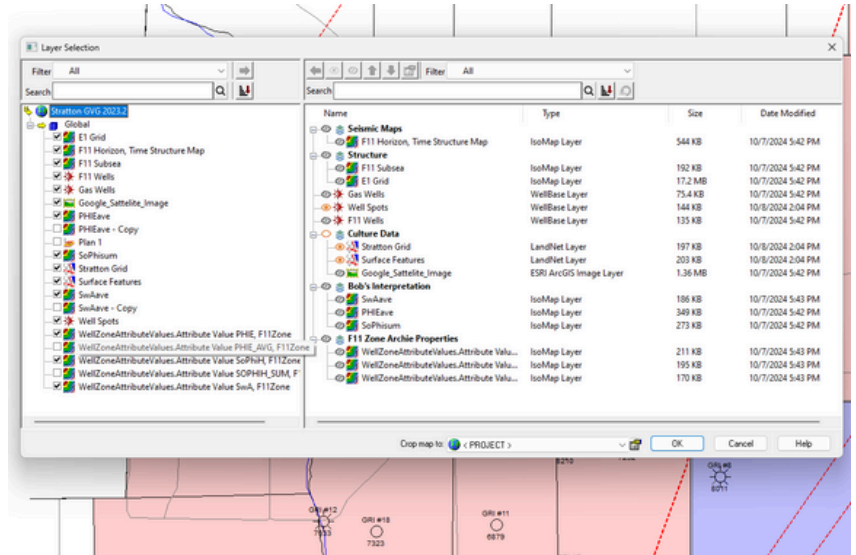 Layer Selection
Filter All
Search
Stratton GVG 2023.2
Global
E1 Grid
F11 Horizon, Time Structure Map
F11 Subsea
F11 Wells
Gas Wells
Google_Sattelite_Image
PHIEave
PHIEave - Copy
Plan 1
SoPhisum
Stratton Grid
Surface Features
SwAave
SwAave - Copy
Well Spots
WellZoneAttributeValues.Attribute Value PHIE, F11Zone
WellZoneAttributeValues.Attribute Value PHIE_AVG, F11Zone
WellZoneAttributeValues.Attribute Value SoPhiH, F11Zone
WellZoneAttributeValues.Attribute Value SOPHIH_SUM, F
WellZoneAttributeValues.Attribute Value SwA, F11Zone
Filter All
Search
Name Type Size Date Modified
Seismic Maps
F11 Horizon, Time Structure Map IsoMap Layer 544 KB 10/7/2024 5:42 PM
Structure
F11 Subsea IsoMap Layer 192 KB 10/7/2024 5:42 PM
E1 Grid IsoMap Layer 17.2 MB 10/7/2024 5:42 PM
Gas Wells WellBase Layer 75.4 KB 10/7/2024 5:42 PM
Well Spots WellBase Layer 144 KB 10/8/2024 2:04 PM
F11 Wells WellBase Layer 135 KB 10/7/2024 5:42 PM
Culture Data
Stratton Grid LandNet Layer 197 KB 10/8/2024 2:04 PM
Surface Features LandNet Layer 203 KB 10/8/2024 2:04 PM
Google_Sattelite_Image ESRI ArcGIS Image Layer 1.36 MB 10/7/2024 5:42 PM
Bob's Interpretation
SwAave IsoMap Layer 186 KB 10/7/2024 5:43 PM
PHIEave IsoMap Layer 349 KB 10/7/2024 5:42 PM
SoPhisum IsoMap Layer 273 KB 10/7/2024 5:42 PM
F11 Zone Archie Properties
WellZoneAttributeValues.Attribute Valu... IsoMap Layer 211 KB 10/7/2024 5:43 PM
WellZoneAttributeValues.Attribute Valu... IsoMap Layer 195 KB 10/7/2024 5:43 PM
WellZoneAttributeValues.Attribute Valu... IsoMap Layer 170 KB 10/7/2024 5:43 PM
Crop map to: < PROJECT > OK Cancel Help
GRI #12
GRI #18
7323
GRI #11
6879